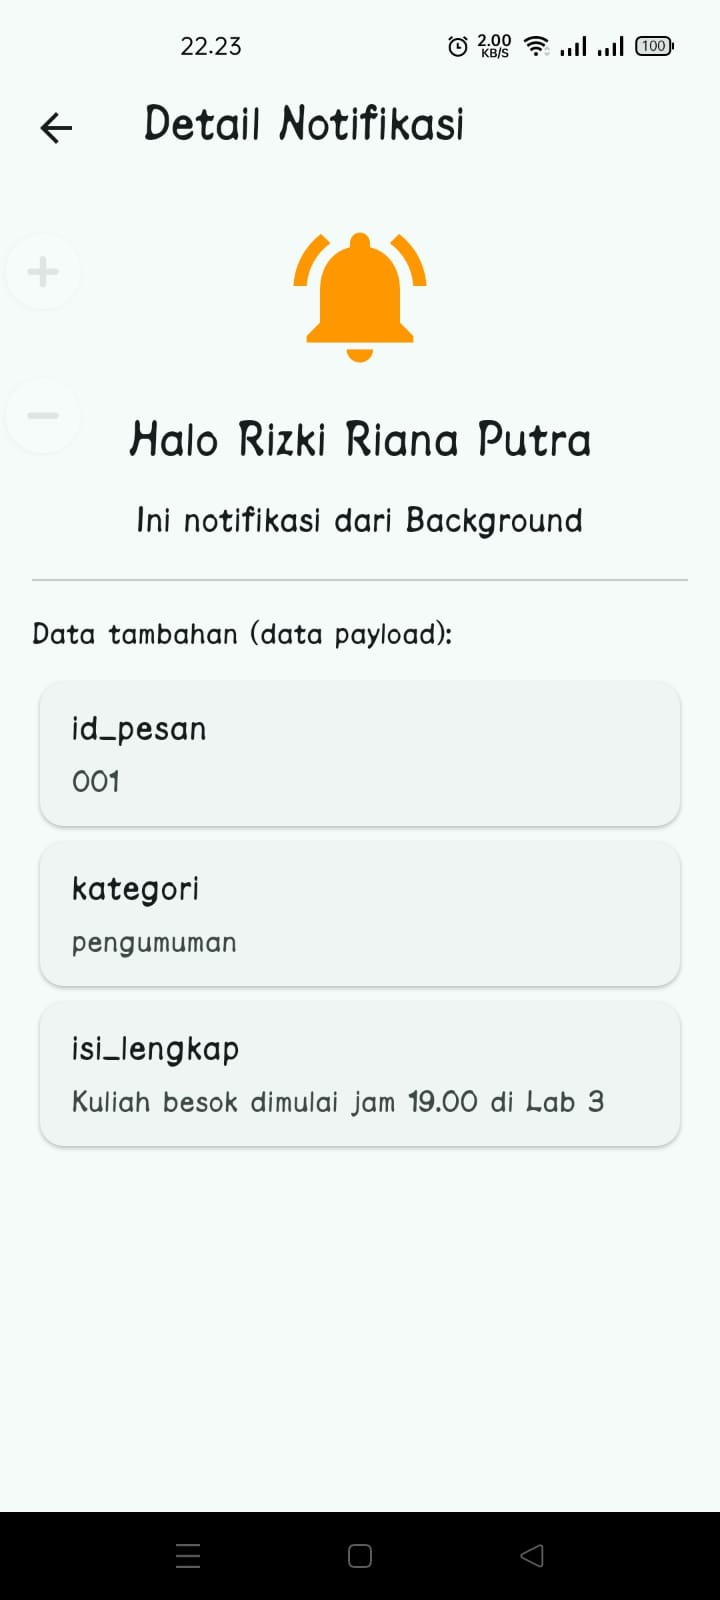 22.23
2.00
KB/S
100
Detail Notifikasi
Halo Rizki Riana Putra
Ini notifikasi dari Background
Data tambahan (data payload):
id_pesan
001
kategori
pengumuman
isi_lengkap
Kuliah besok dimulai jam 19.00 di Lab 3